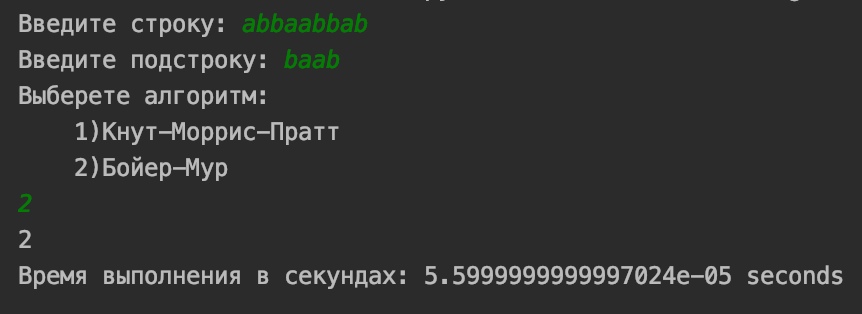 Введите строку: abbaabbab
Введите подстроку: baab
Выберете алгоритм:
1)Кнут-Моррис-Пратт
2)Бойер-Мур
2
2
Время выполнения в секундах: 5.5999999999997024e-05 seconds